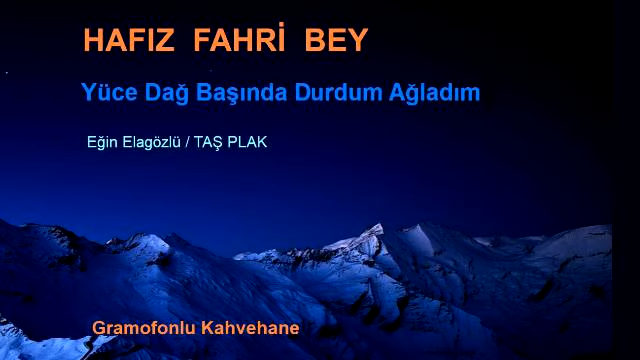 HAFIZ FAHRİ BEY
Yüce Dağ Başında Durdum Ağladım
Eğin Elagözlü / TAŞ PLAK
Gramofonlu Kahvehane